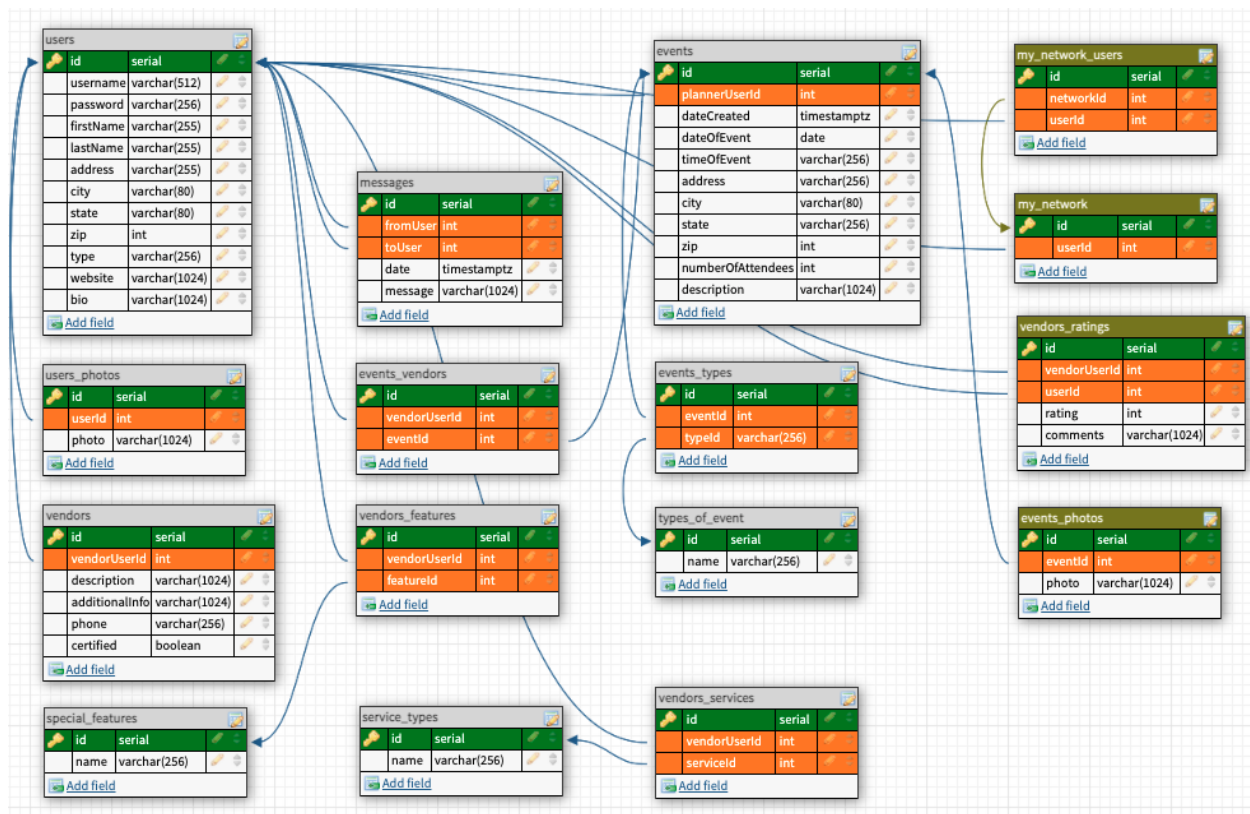 users
id serial
username varchar(512)
password varchar(256)
firstName varchar(255)
lastName varchar(255)
address varchar(255)
city varchar(80)
state varchar(80)
zip int
type varchar(256)
website varchar(1024)
bio varchar(1024)
Add field
users_photos
id serial
userId int
photo varchar(1024)
Add field
vendors
id serial
vendorUserId int
description varchar(1024)
additionalInfo varchar(1024)
phone varchar(256)
certified boolean
Add field
special_features
id serial
name varchar(256)
Add field
messages
id serial
fromUser int
toUser int
date timestamptz
message varchar(1024)
Add field
events_vendors
id serial
vendorUserId int
eventId int
Add field
vendors_features
id serial
vendorUserId int
featureId int
Add field
service_types
id serial
name varchar(256)
Add field
events
id serial
plannerUserId int
dateCreated timestamptz
dateOfEvent date
timeOfEvent varchar(256)
address varchar(256)
city varchar(80)
state varchar(256)
zip int
numberOfAttendees int
description varchar(1024)
Add field
events_types
id serial
eventId int
typeId varchar(256)
Add field
types_of_event
id serial
name varchar(256)
Add field
vendors_services
id serial
vendorUserId int
serviceId int
Add field
my_network_users
id serial
networkId int
userId int
Add field
my_network
id serial
userId int
Add field
vendors_ratings
id serial
vendorUserId int
userId int
rating int
comments varchar(1024)
Add field
events_photos
id serial
eventId int
photo varchar(1024)
Add field